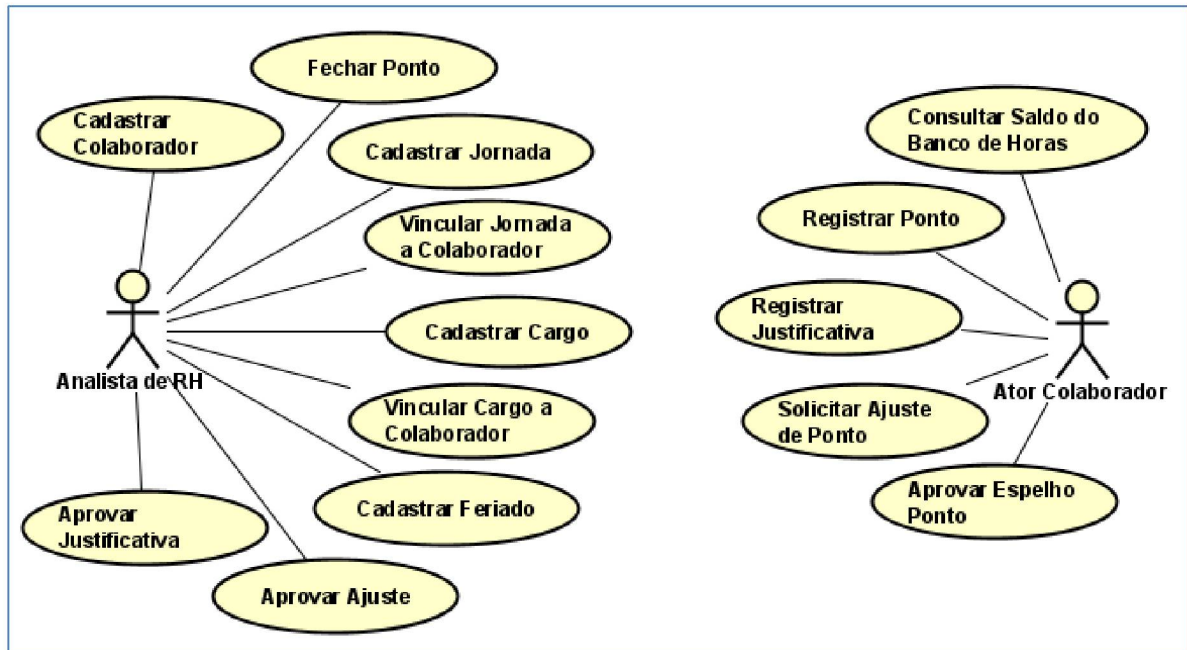 Fechar Ponto
Cadastrar
Colaborador
Cadastrar Jornada
Vincular Jornada
a Colaborador
Cadastrar Cargo
Analista de RH
Vincular Cargo a
Colaborador
Cadastrar Feriado
Aprovar
Justificativa
Aprovar Ajuste
Consultar Saldo do
Banco de Horas
Registrar Ponto
Registrar
Justificativa
Ator Colaborador
Solicitar Ajuste
de Ponto
Aprovar Espelho
Ponto